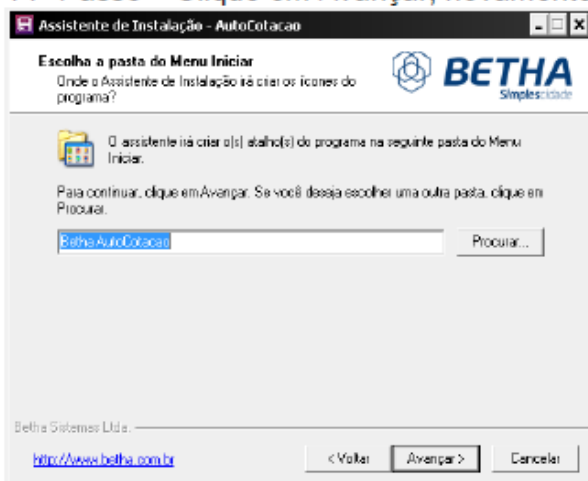 Assistente de Instalação - AutoCotacao
Escolha a pasta do Menu Iniciar
Onde o Assistente de Instalação irá criar os ícones do
programa?
BETHA
Simplescidade
O assistente irá criar o(s) atalho(s) do programa na seguinte pasta do Menu
Iniciar.
Para continuar, clique em Avançar. Se você deseja escolher uma outra pasta, clique em
Procurar.
Betha AutoCotacao
Procurar...
Betha Sistemas Ltda.
http://www.betha.com.br
< Voltar
Avançar >
Cancelar